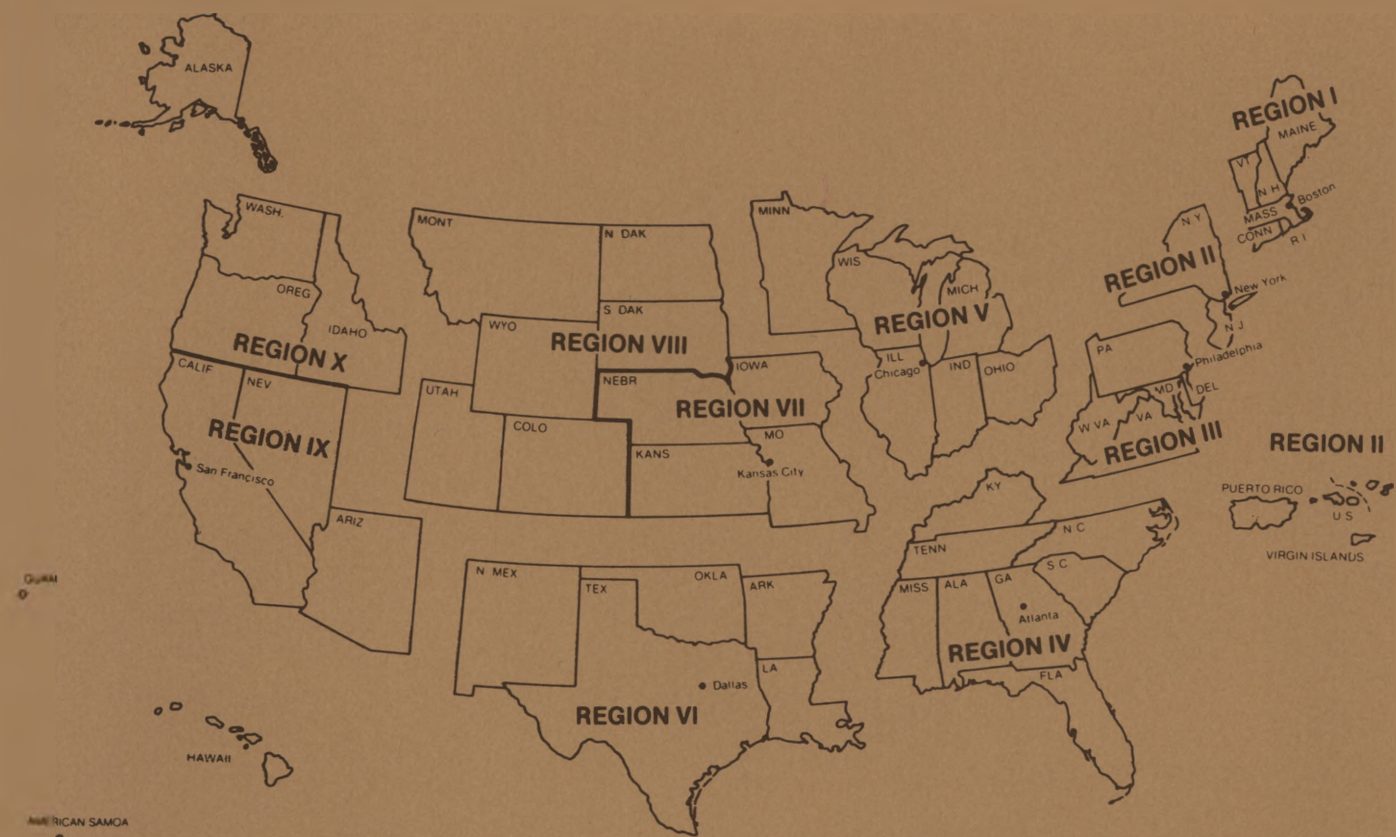 ALASKA
REGION I
MAINE
VT
N H
Boston
MASS
CONN
R I
WASH.
OREG
IDAHO
REGION X
MONT
N DAK
S DAK
WYO
REGION VIII
UTAH
COLO
MINN
WIS
MICH
REGION V
ILL
Chicago
IND
OHIO
N Y
REGION II
New York
N J
PA
Philadelphia
MD
DEL
W VA
VA
REGION III
CALIF
NEV
REGION IX
San Francisco
ARIZ
NEBR
IOWA
REGION VII
KANS
MO
Kansas City
REGION II
PUERTO RICO
U S
VIRGIN ISLANDS
KY
TENN
N C
S C
MISS
ALA
GA
Atlanta
REGION IV
FLA
N. MEX
TEX
OKLA
ARK
LA
Dallas
REGION VI
GUAM
HAWAII
AMERICAN SAMOA